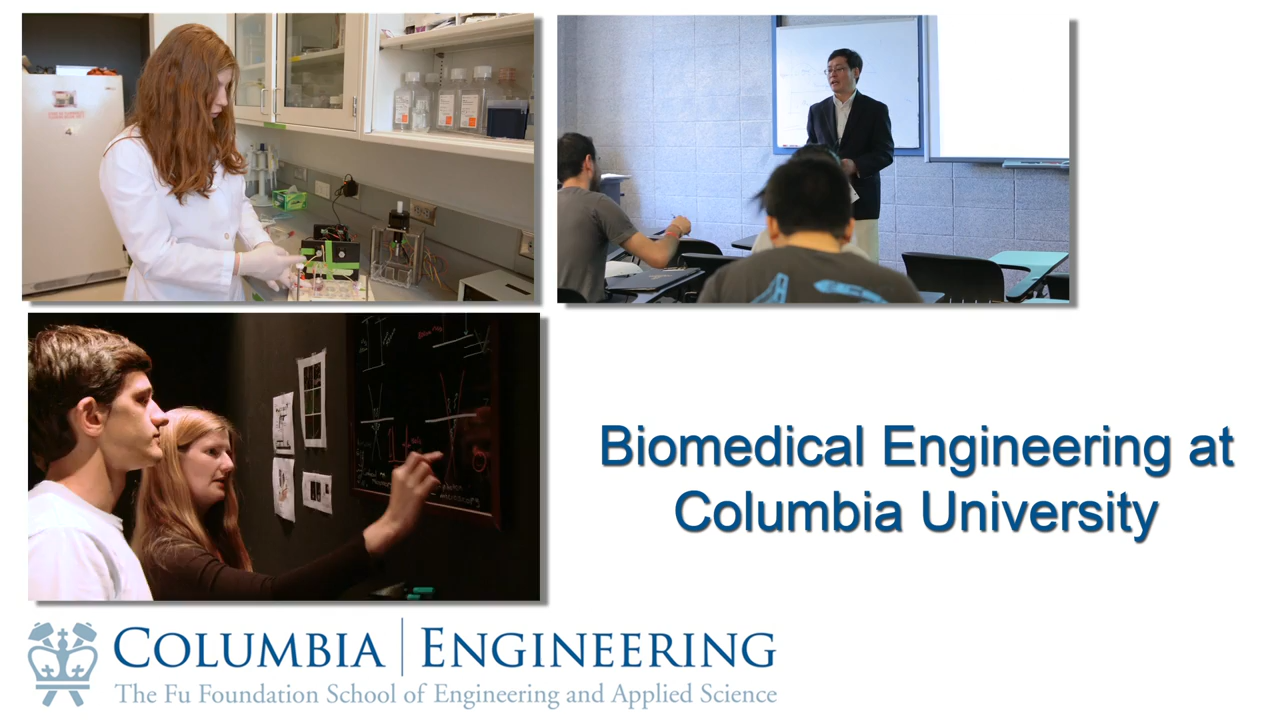 Biomedical Engineering at
Columbia University
COLUMBIA | ENGINEERING
The Fu Foundation School of Engineering and Applied Science